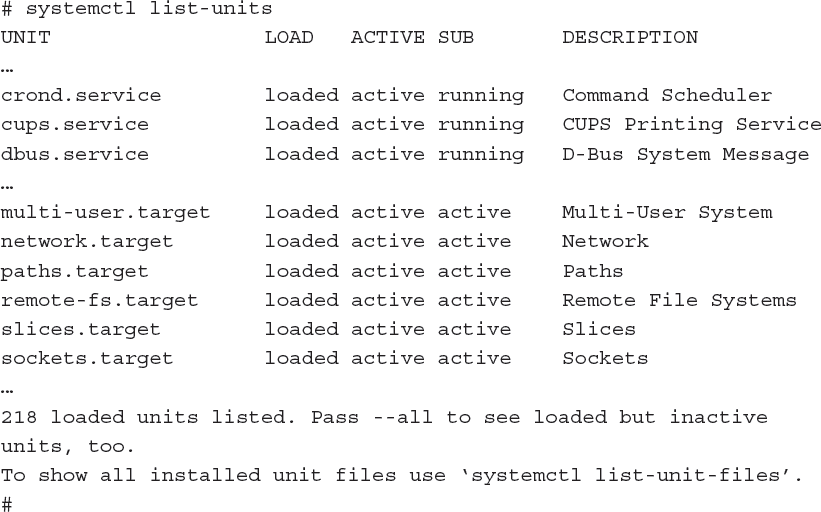 # systemctl list-units
UNIT LOAD ACTIVE SUB DESCRIPTION
…
crond.service loaded active running Command Scheduler
cups.service loaded active running CUPS Printing Service
dbus.service loaded active running D-Bus System Message
…
multi-user.target loaded active active Multi-User System
network.target loaded active active Network
paths.target loaded active active Paths
remote-fs.target loaded active active Remote File Systems
slices.target loaded active active Slices
sockets.target loaded active active Sockets
…
218 loaded units listed. Pass --all to see loaded but inactive
units, too.
To show all installed unit files use ‘systemctl list-unit-files’.
#